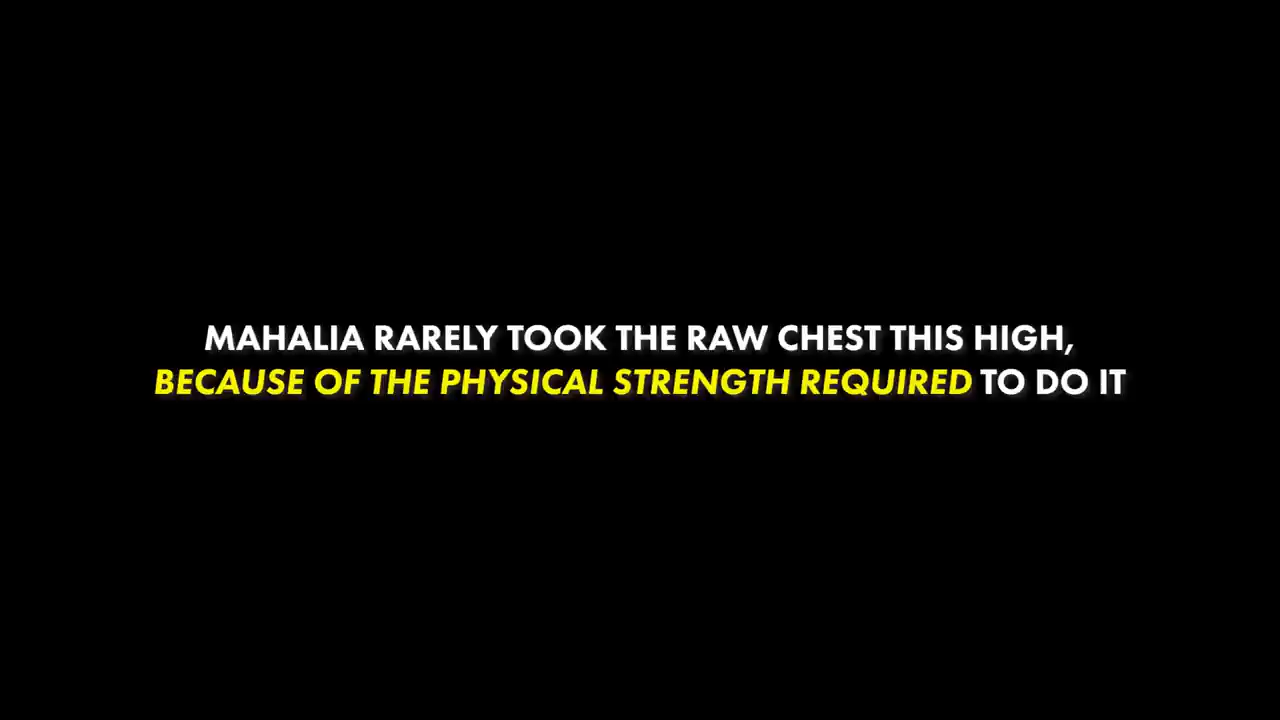 MAHALIA RARELY TOOK THE RAW CHEST THIS HIGH,
BECAUSE OF THE PHYSICAL STRENGTH REQUIRED TO DO IT